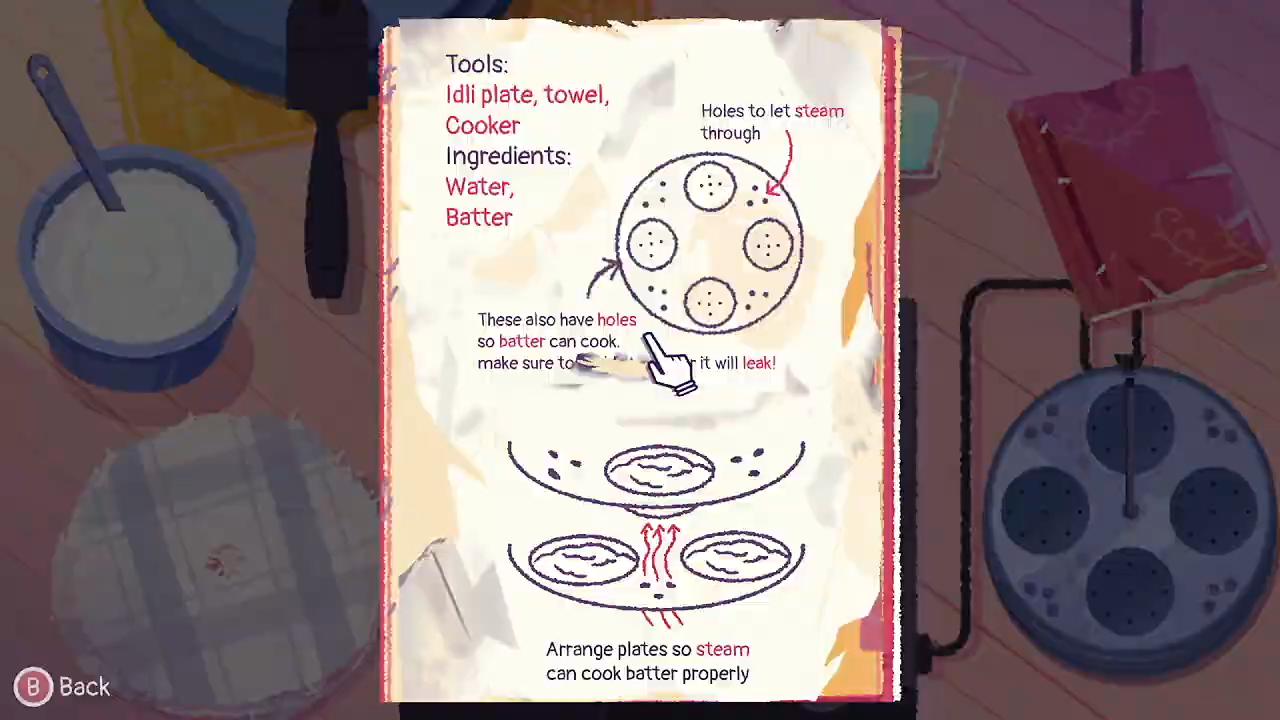 Tools:
Idli plate, towel,
Cooker
Ingredients:
Water,
Batter
Holes to let steam
through
These also have holes
so batter can cook.
make sure to it will leak!
Arrange plates so steam
can cook batter properly
B Back